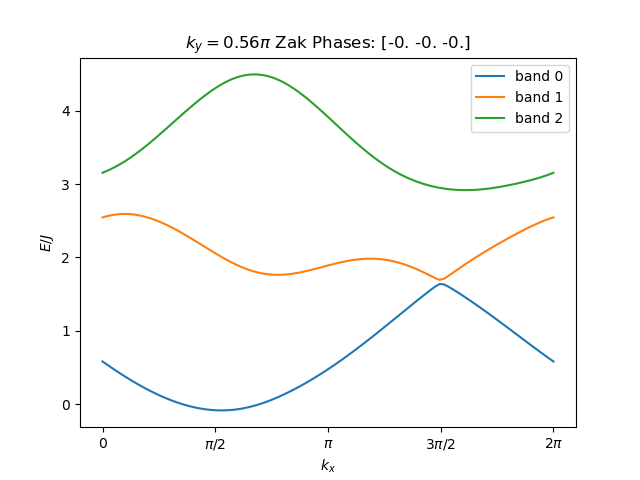 $k_y = 0.56\pi$ Zak Phases: [-0. -0. -0.]
band 0
band 1
band 2
E/J
4
3
2
1
0
0
π/2
π
3π/2
2π
$k_x$